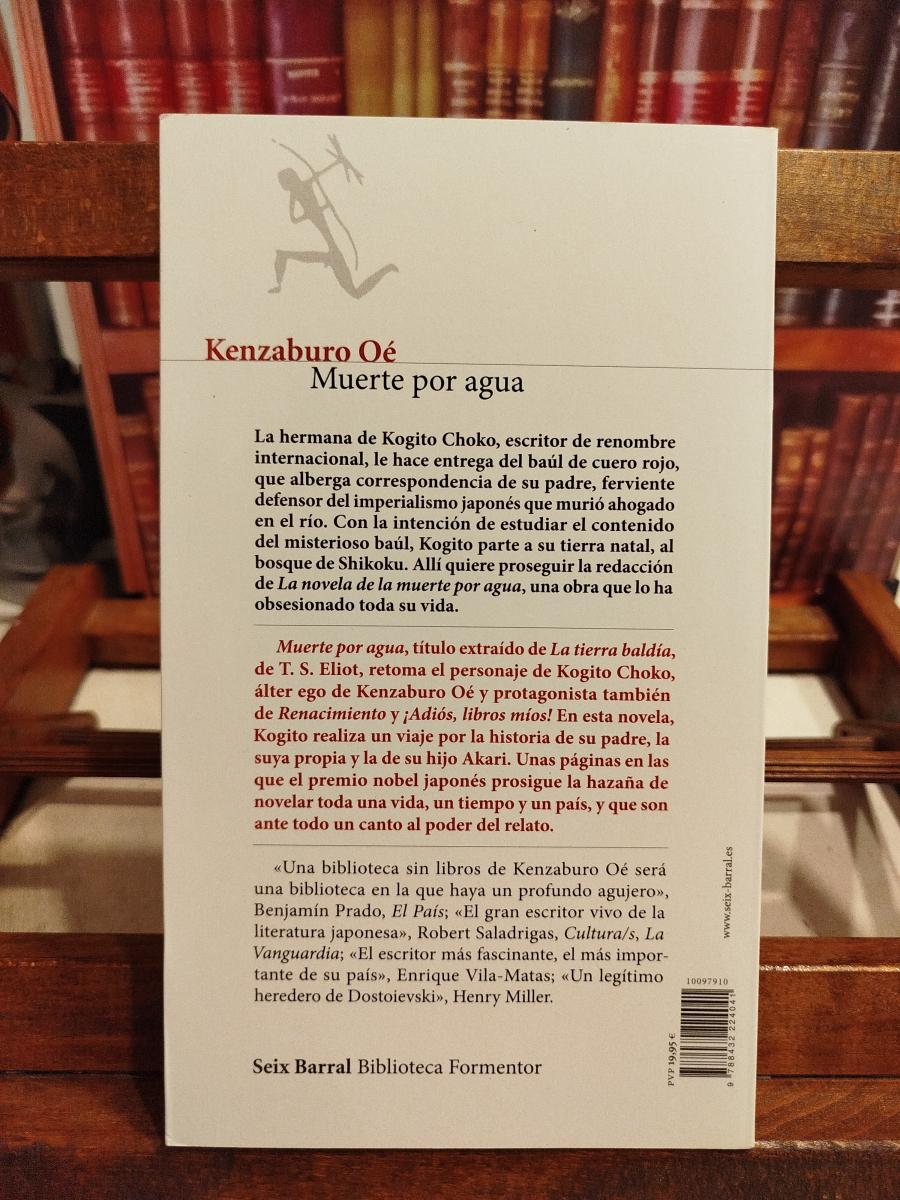 Kenzaburo Oé
Muerte por agua
La hermana de Kogito Choko, escritor de renombre
internacional, le hace entrega del baúl de cuero rojo,
que alberga correspondencia de su padre, ferviente
defensor del imperialismo japonés que murió ahogado
en el río. Con la intención de estudiar el contenido
del misterioso baúl, Kogito parte a su tierra natal, al
bosque de Shikoku. Allí quiere proseguir la redacción
de La novela de la muerte por agua, una obra que lo ha
obsesionado toda su vida.
Muerte por agua, título extraído de La tierra baldía,
de T. S. Eliot, retoma el personaje de Kogito Choko,
álter ego de Kenzaburo Oé y protagonista también
de Renacimiento y ¡Adiós, libros míos! En esta novela,
Kogito realiza un viaje por la historia de su padre, la
suya propia y la de su hijo Akari. Unas páginas en las
que el premio nobel japonés prosigue la hazaña de
novelar toda una vida, un tiempo y un país, y que son
ante todo un canto al poder del relato.
«Una biblioteca sin libros de Kenzaburo Oé será
una biblioteca en la que haya un profundo agujero»,
Benjamín Prado, El País; «El gran escritor vivo de la
literatura japonesa», Robert Saladrigas, Cultura/s, La
Vanguardia; «El escritor más fascinante, el más impor-
tante de su país», Enrique Vila-Matas; «Un legítimo
heredero de Dostoievski», Henry Miller.
Seix Barral Biblioteca Formentor
www.seix-barral.es
10097910
PVP 19,95 €
9 788432 224041